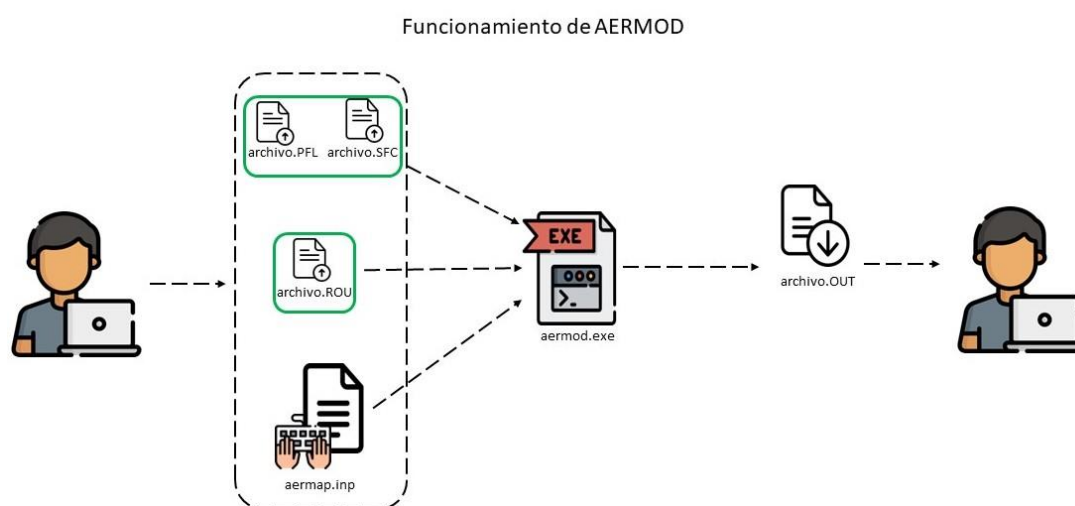 Funcionamiento de AERMOD
archivo.PFL
archivo.SFC
archivo.ROU
aermap.inp
EXE
aermod.exe
archivo.OUT